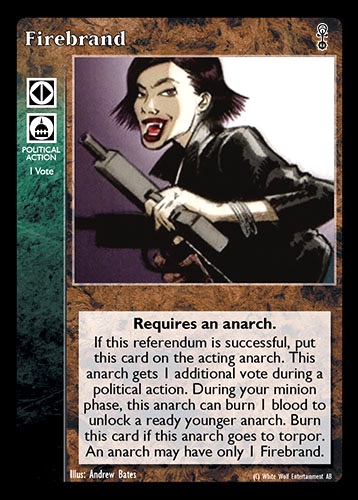 Firebrand
POLITICAL
ACTION
1 Vote
Requires an anarch.
If this referendum is successful, put
this card on the acting anarch. This
anarch gets 1 additional vote during a
political action. During your minion
phase, this anarch can burn 1 blood to
unlock a ready younger anarch. Burn
this card if this anarch goes to torpor.
An anarch may have only 1 Firebrand.
Illus: Andrew Bates
(C) White Wolf Entertainment AB